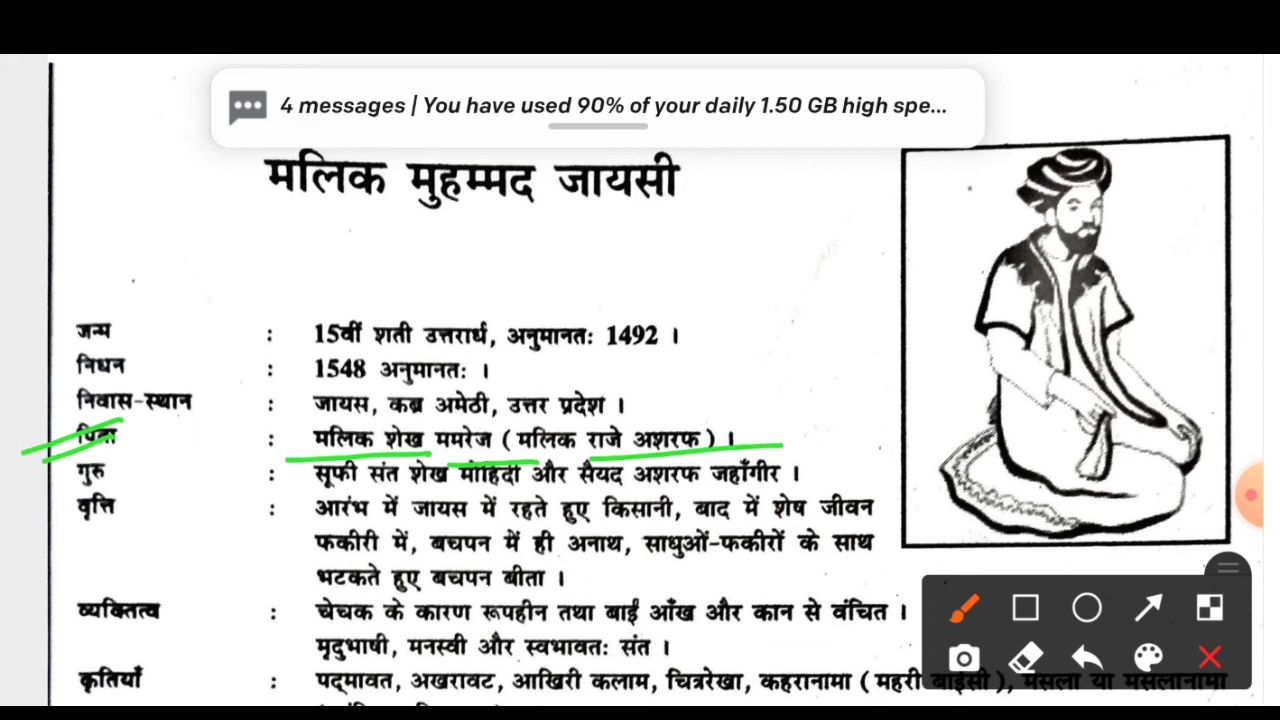 4 messages | You have used 90% of your daily 1.50 GB high spe...
मलिक मुहम्मद जायसी
जन्म : 15वीं शती उत्तरार्ध, अनुमानतः 1492 ।
निधन : 1548 अनुमानतः ।
निवास-स्थान : जायस, कब्र अमेठी, उत्तर प्रदेश ।
पिता : मलिक शेख ममरेज (मलिक राजे अशरफ) ।
गुरु : सूफी संत शेख मोहिदी और सैयद अशरफ जहाँगीर ।
वृत्ति : आरंभ में जायस में रहते हुए किसानी, बाद में शेष जीवन
फकीरी में, बचपन में ही अनाथ, साधुओं-फकीरों के साथ
भटकते हुए बचपन बीता ।
व्यक्तित्व : चेचक के कारण रूपहीन तथा बाईं आँख और कान से वंचित ।
मृदुभाषी, मनस्वी और स्वभावतः संत ।
कृतियाँ : पद्मावत, अखरावट, आखिरी कलाम, चित्ररेखा, कहरानामा (महरी बाईसी), मसला या मसलानामा